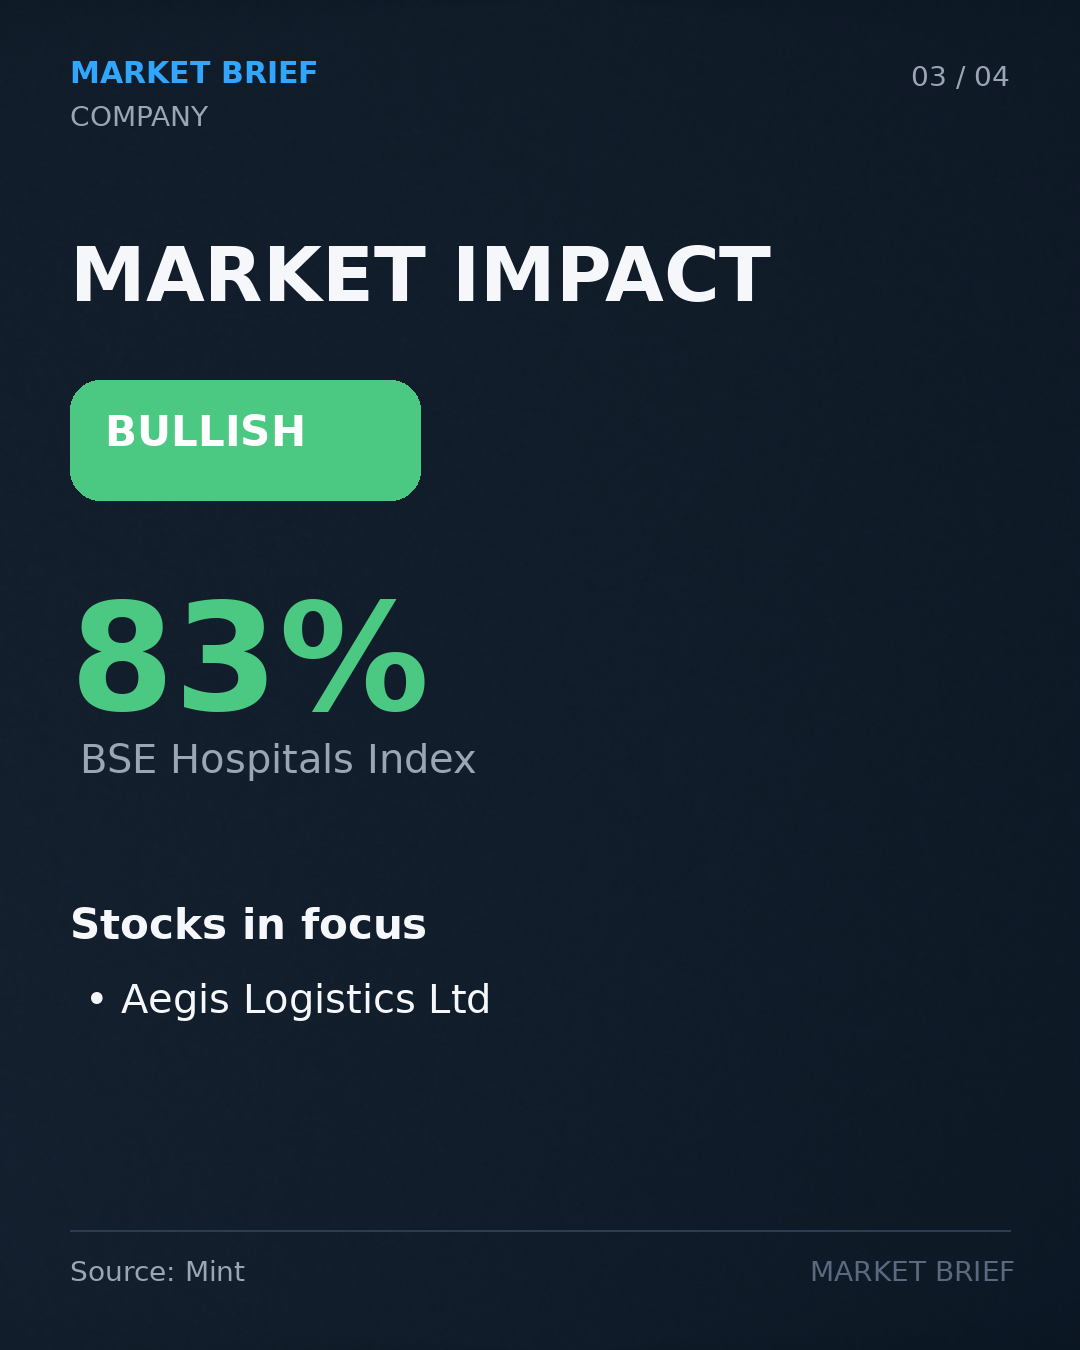 MARKET BRIEF
03 / 04
COMPANY
MARKET IMPACT
BULLISH
83%
BSE Hospitals Index
Stocks in focus
• Aegis Logistics Ltd
Source: Mint
MARKET BRIEF